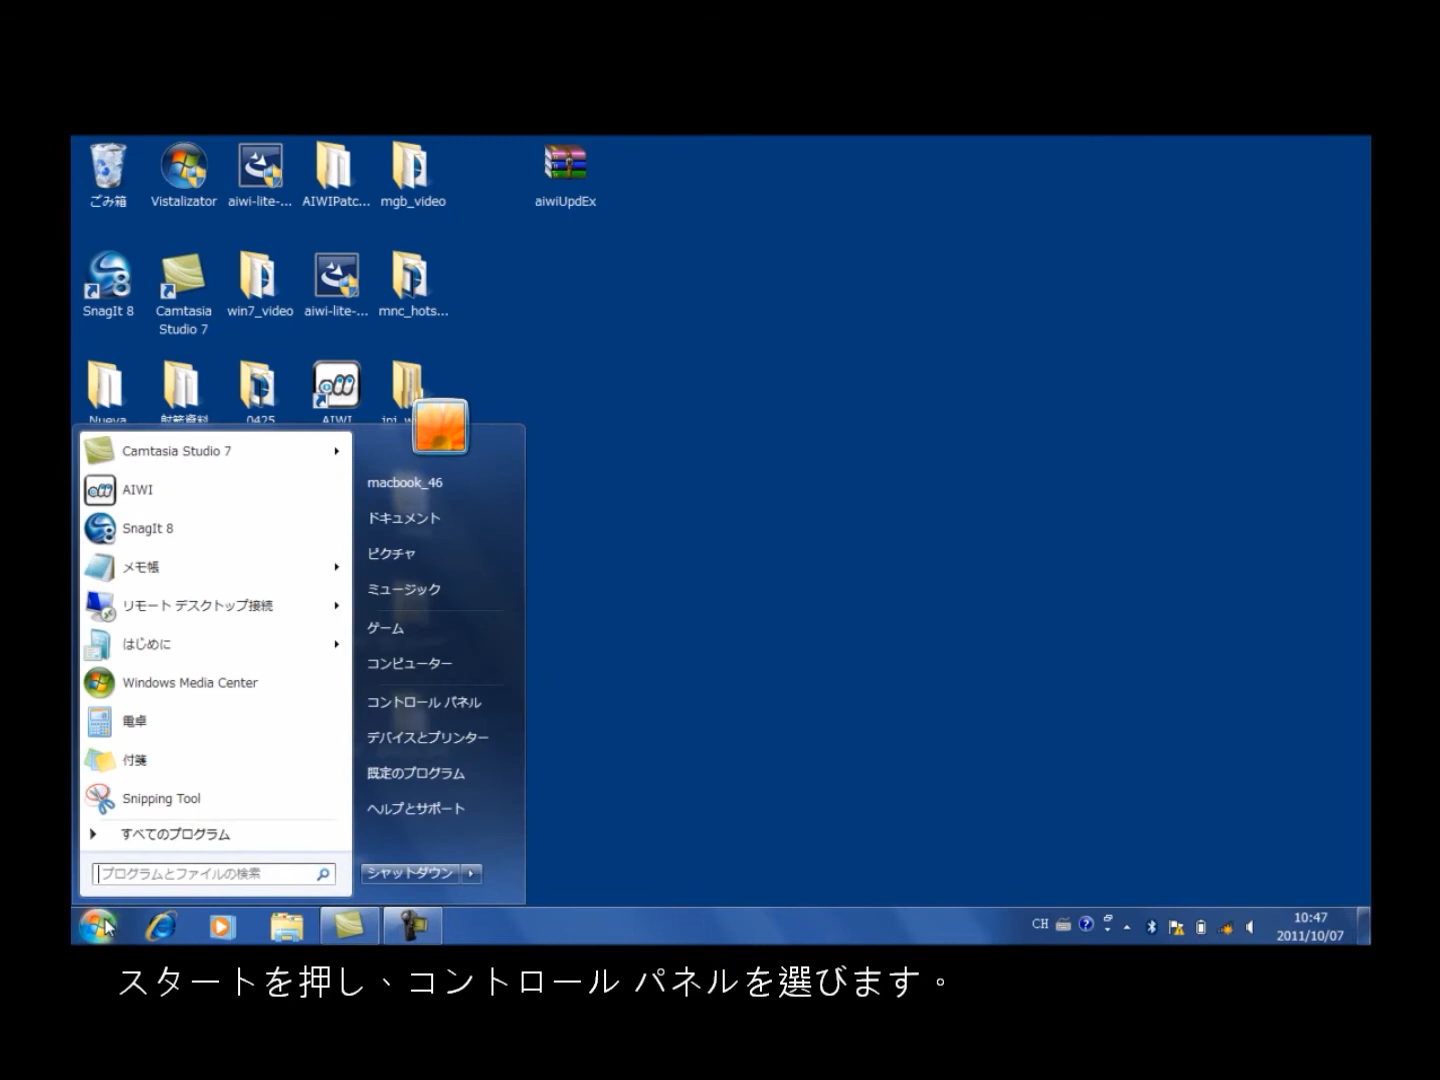 ごみ箱
Vistalizator
aiwi-lite-...
AIWIPatc...
mgb_video
aiwiUpdEx
SnagIt 8
Camtasia
Studio 7
win7_video
aiwi-lite-...
mnc_hots...
Nueva
射箭資料
0425
AIWI
Camtasia Studio 7
AIWI
SnagIt 8
メモ帳
リモート デスクトップ接続
はじめに
Windows Media Center
電卓
付箋
Snipping Tool
すべてのプログラム
プログラムとファイルの検索
macbook_46
ドキュメント
ピクチャ
ミュージック
ゲーム
コンピューター
コントロール パネル
デバイスとプリンター
既定のプログラム
ヘルプとサポート
シャットダウン
CH
10:47
2011/10/07
スタートを押し、コントロール パネルを選びます。